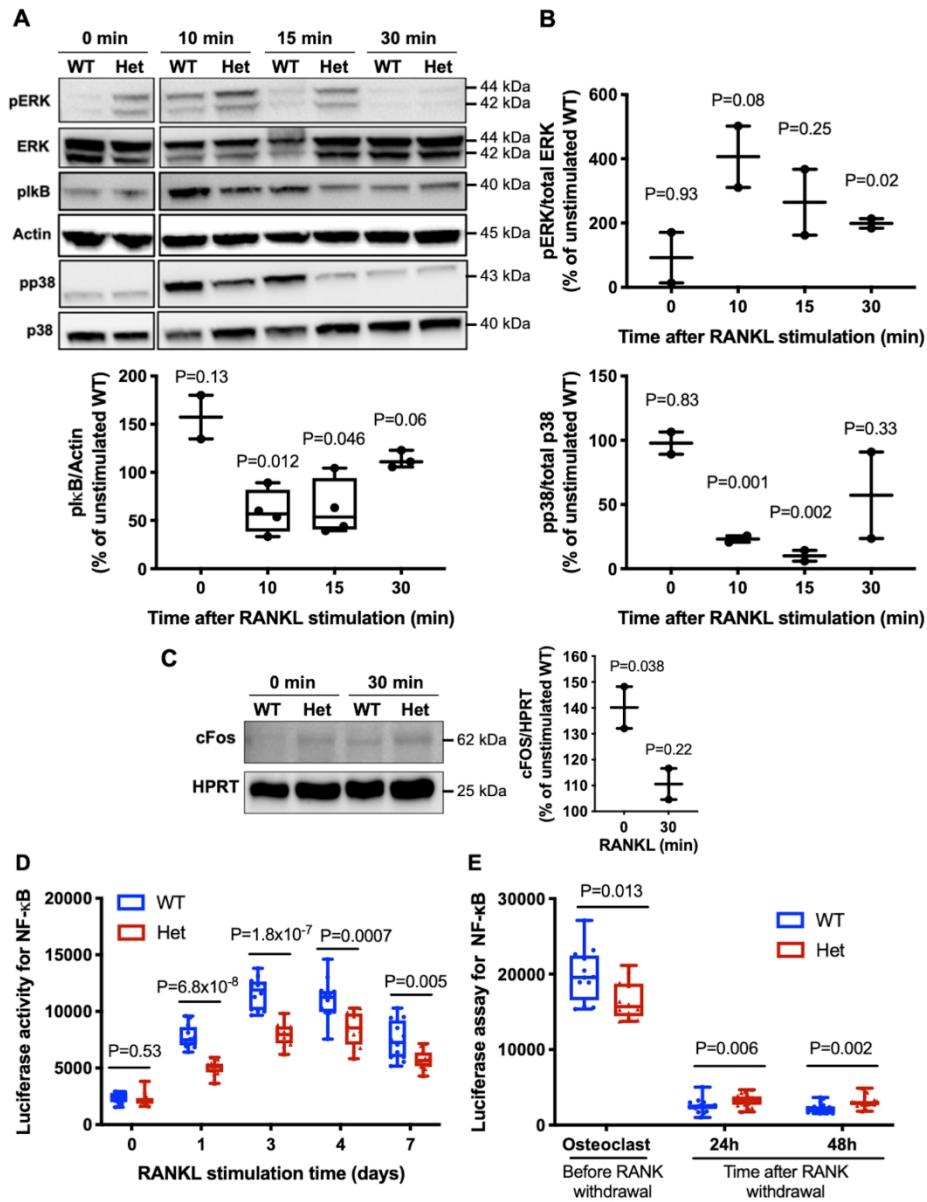 A
0 min 10 min 15 min 30 min
WT Het WT Het WT Het WT Het
pERK
44 kDa
42 kDa
ERK
44 kDa
42 kDa
pIkB
40 kDa
Actin
45 kDa
pp38
43 kDa
p38
40 kDa
B
pERK/total ERK
(% of unstimulated WT)
600
400
200
0
P=0.93
P=0.08
P=0.25
P=0.02
0 10 15 30
Time after RANKL stimulation (min)
pIkB/Actin
(% of unstimulated WT)
200
150
100
50
0
P=0.13
P=0.012
P=0.046
P=0.06
0 10 15 30
Time after RANKL stimulation (min)
pp38/total p38
(% of unstimulated WT)
150
100
50
0
P=0.83
P=0.001
P=0.002
P=0.33
0 10 15 30
Time after RANKL stimulation (min)
C
0 min 30 min
WT Het WT Het
cFos
62 kDa
HPRT
25 kDa
cFOS/HPRT
(% of unstimulated WT)
160
150
140
130
120
110
100
P=0.038
P=0.22
0 30
RANKL (min)
D
Luciferase activity for NF-κB
20000
15000
10000
5000
0
WT
Het
P=0.53
P=6.8x10-8
P=1.8x10-7
P=0.0007
P=0.005
0 1 3 4 7
RANKL stimulation time (days)
E
Luciferase assay for NF-κB
30000
20000
10000
0
P=0.013
WT
Het
P=0.006
P=0.002
Osteoclast 24h 48h
Before RANK
withdrawal
Time after RANK
withdrawal